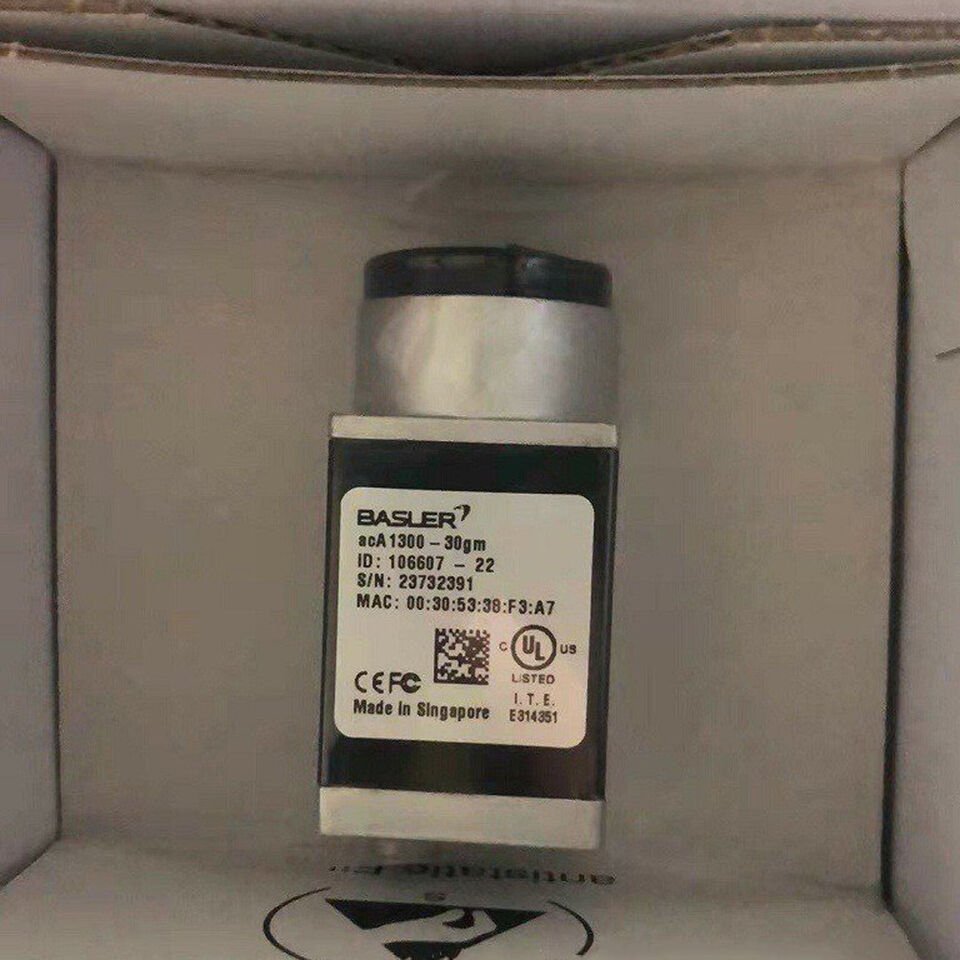 BASLER
acA1300 - 30gm
ID: 106607 - 22
S/N: 23732391
MAC: 00:30:53:38:F3:A7
C UL US
LISTED
CE FC
I. T. E.
Made in Singapore
E314351
antistatic